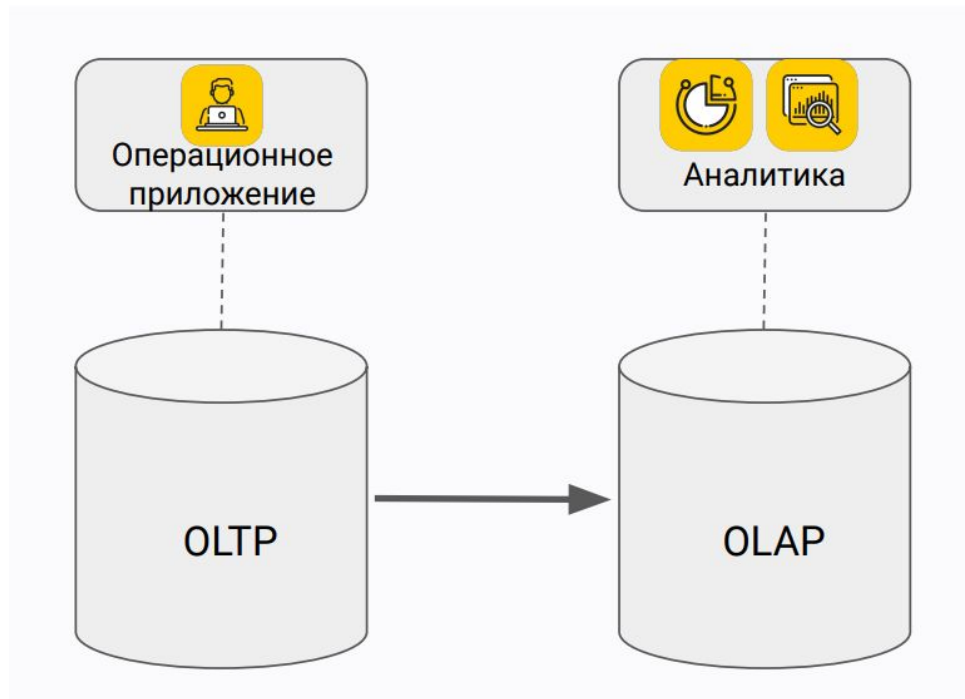 Операционное
приложение
Аналитика
OLTP
OLAP